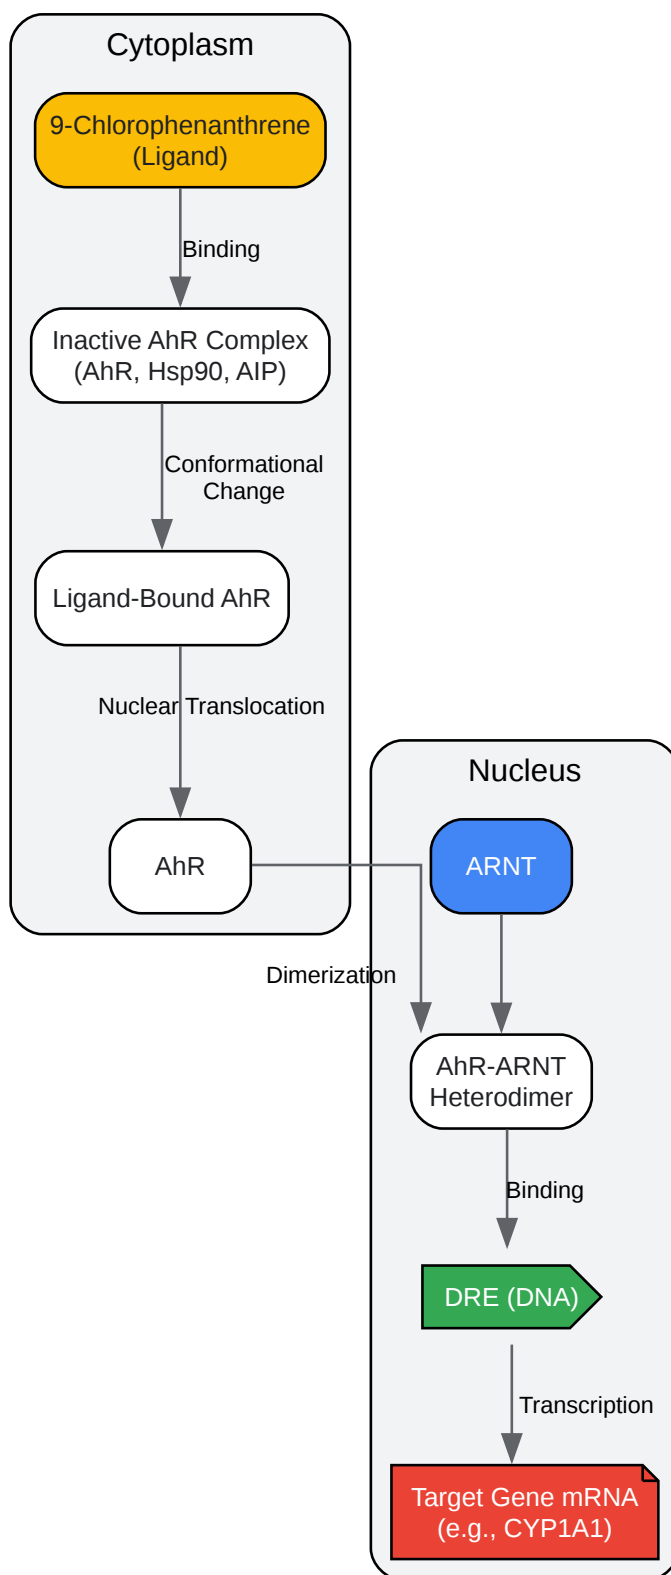 Cytoplasm
9-Chlorophenanthrene
(Ligand)
Binding
Inactive AhR Complex
(AhR, Hsp90, AIP)
Conformational
Change
Ligand-Bound AhR
Nuclear Translocation
AhR
Nucleus
ARNT
Dimerization
AhR-ARNT
Heterodimer
Binding
DRE (DNA)
Transcription
Target Gene mRNA
(e.g., CYP1A1)